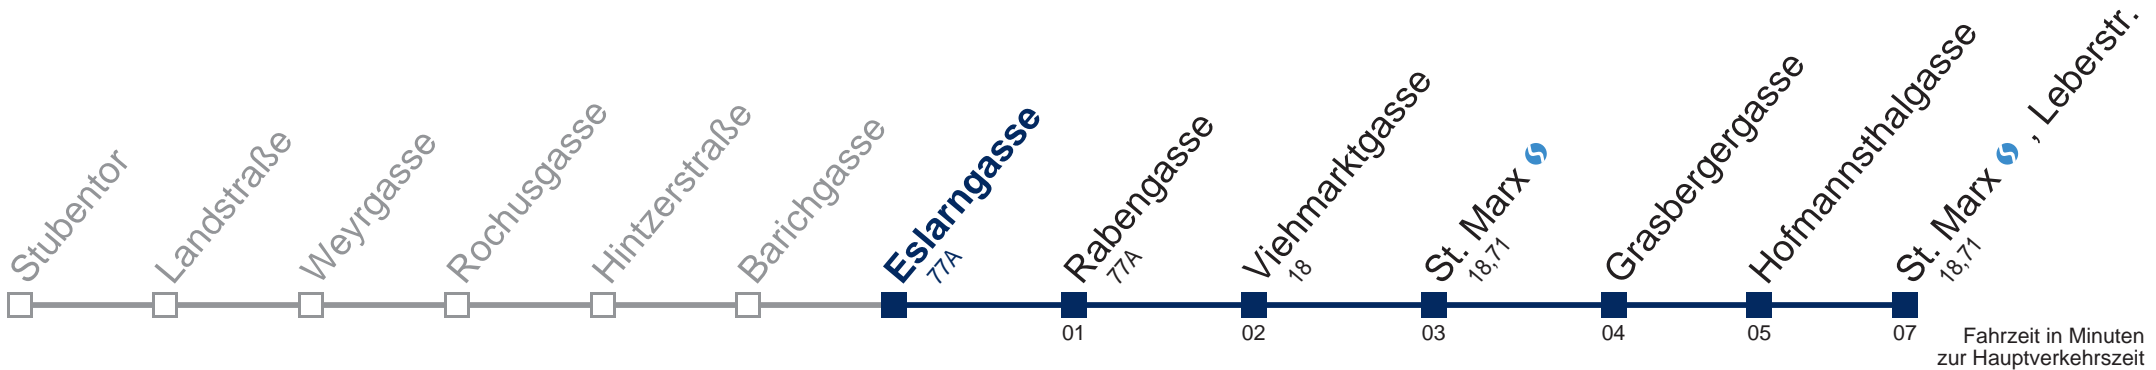 Stubentor
Landstraße
Weyrgasse
Rochusgasse
Hintzerstraße
Barichgasse
Eslarngasse
77A
Rabengasse
77A
Viehmarktgasse
18
St. Marx
18,71
Grasbergergasse
Hofmannsthalgasse
St. Marx , Leberstr.
18,71
01
02
03
04
05
07
Fahrzeit in Minuten
zur Hauptverkehrszeit